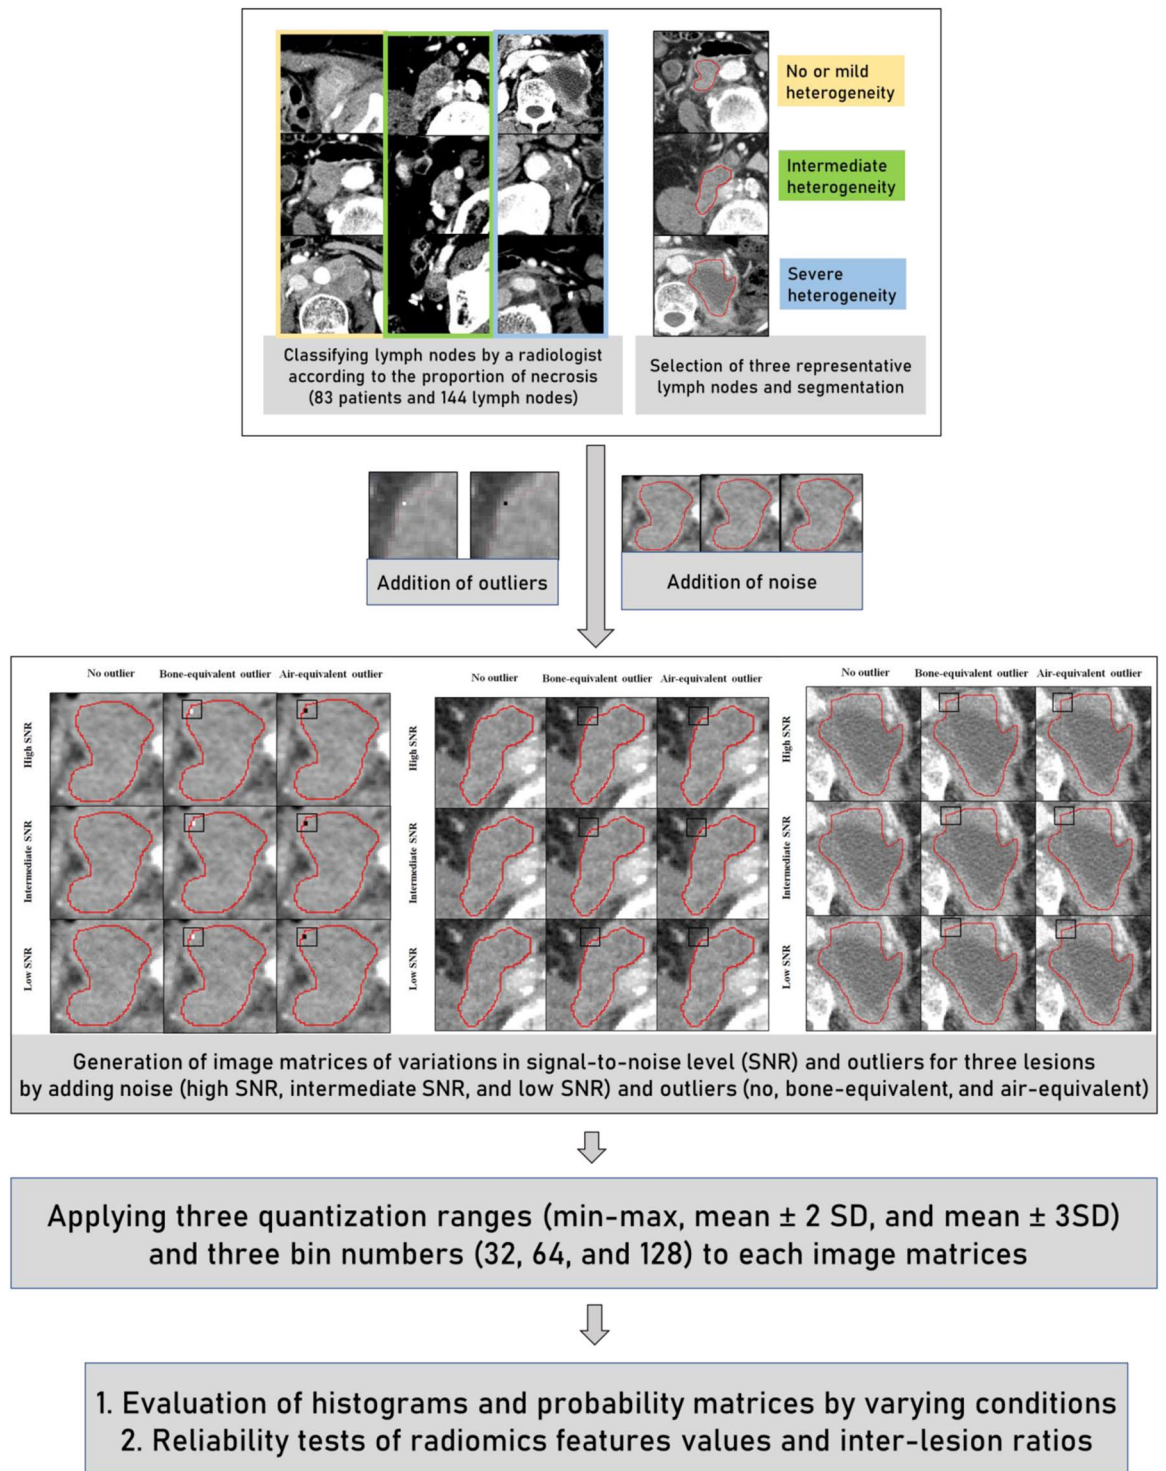 No or mild
heterogeneity
Intermediate
heterogeneity
Severe
heterogeneity
Classifying lymph nodes by a radiologist
according to the proportion of necrosis
(83 patients and 144 lymph nodes)
Selection of three representative
lymph nodes and segmentation
Addition of outliers
Addition of noise
No outlier
Bone-equivalent outlier
Air-equivalent outlier
High SNR
Intermediate SNR
Low SNR
No outlier
Bone-equivalent outlier
Air-equivalent outlier
High SNR
Intermediate SNR
Low SNR
No outlier
Bone-equivalent outlier
Air-equivalent outlier
High SNR
Intermediate SNR
Low SNR
Generation of image matrices of variations in signal-to-noise level (SNR) and outliers for three lesions
by adding noise (high SNR, intermediate SNR, and low SNR) and outliers (no, bone-equivalent, and air-equivalent)
Applying three quantization ranges (min-max, mean ± 2 SD, and mean ± 3SD)
and three bin numbers (32, 64, and 128) to each image matrices
1. Evaluation of histograms and probability matrices by varying conditions
2. Reliability tests of radiomics features values and inter-lesion ratios